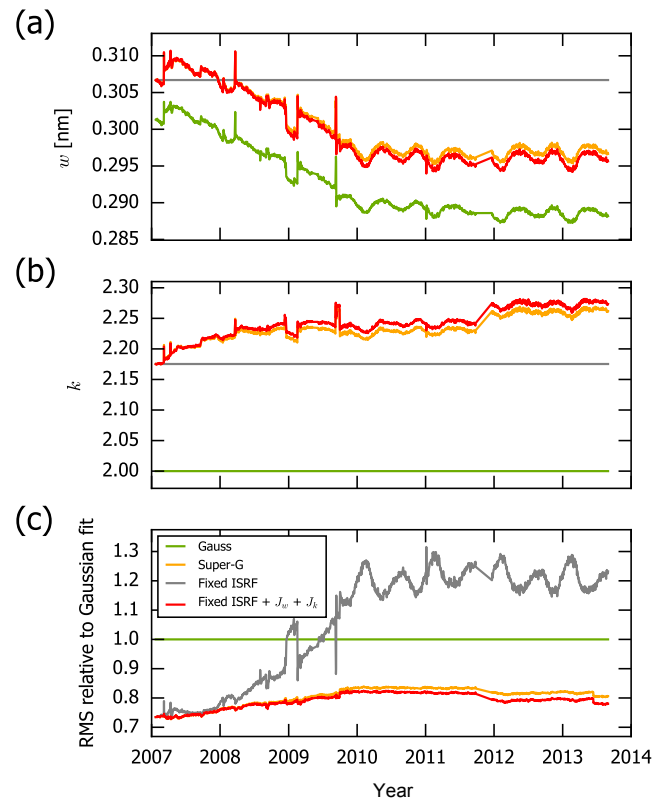 (a)
0.310
0.305
0.300
0.295
0.290
0.285
w [nm]
(b)
2.30
2.25
2.20
2.15
2.10
2.05
2.00
k
(c)
1.3
1.2
1.1
1.0
0.9
0.8
0.7
RMS relative to Gaussian fit
Gauss
Super-G
Fixed ISRF
Fixed ISRF + J_w + J_k
2007 2008 2009 2010 2011 2012 2013 2014
Year